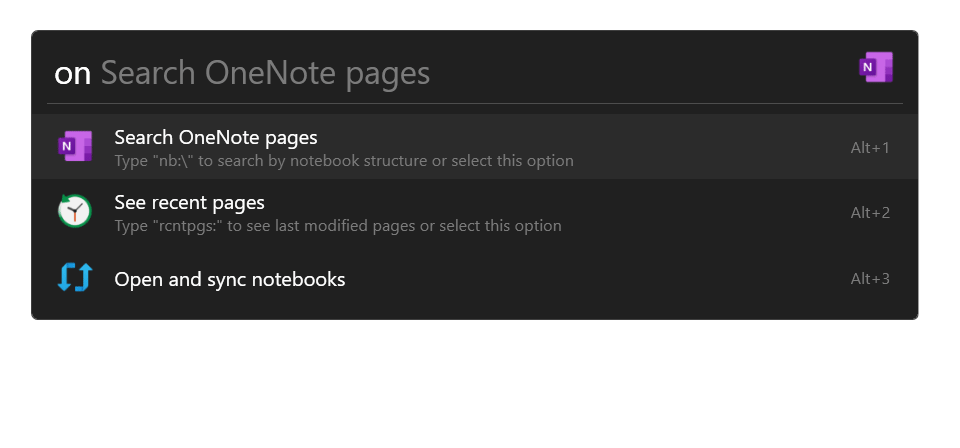 on Search OneNote pages
N
N
Search OneNote pages
Type "nb:\" to search by notebook structure or select this option
Alt+1
See recent pages
Type "rcntpgs:" to see last modified pages or select this option
Alt+2
Open and sync notebooks
Alt+3